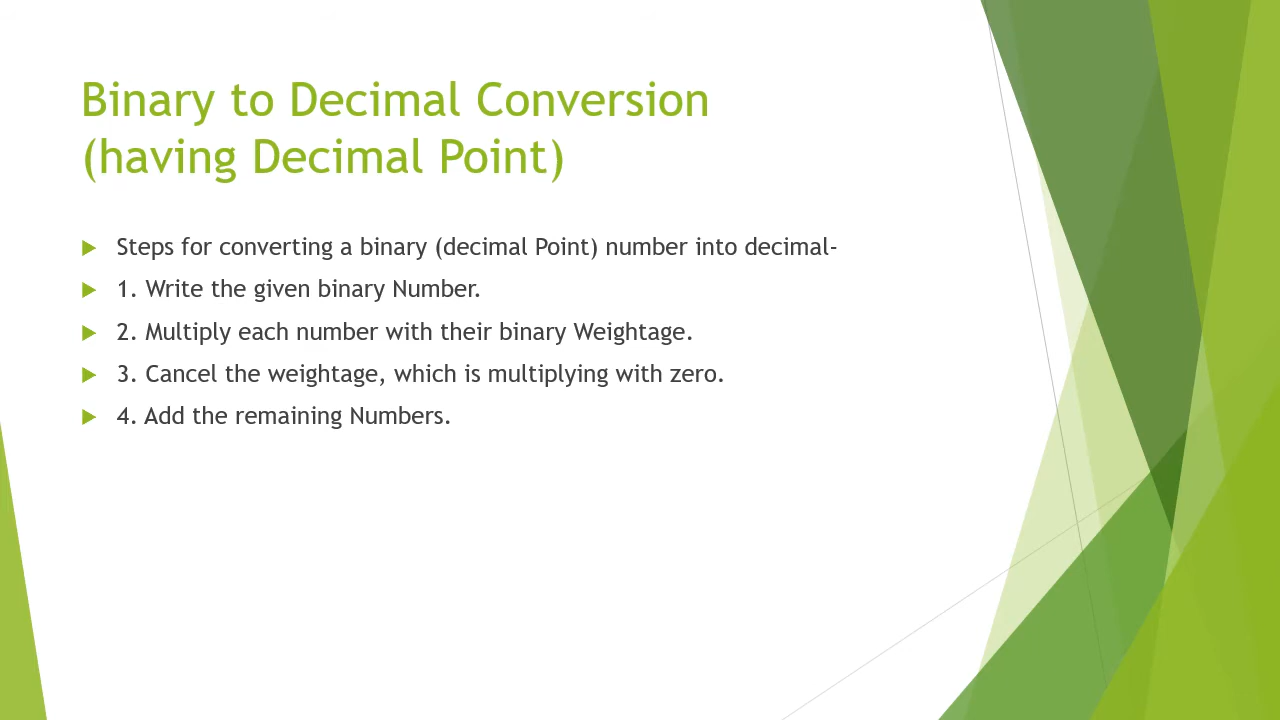 Binary to Decimal Conversion
(having Decimal Point)
Steps for converting a binary (decimal Point) number into decimal-
1. Write the given binary Number.
2. Multiply each number with their binary Weightage.
3. Cancel the weightage, which is multiplying with zero.
4. Add the remaining Numbers.